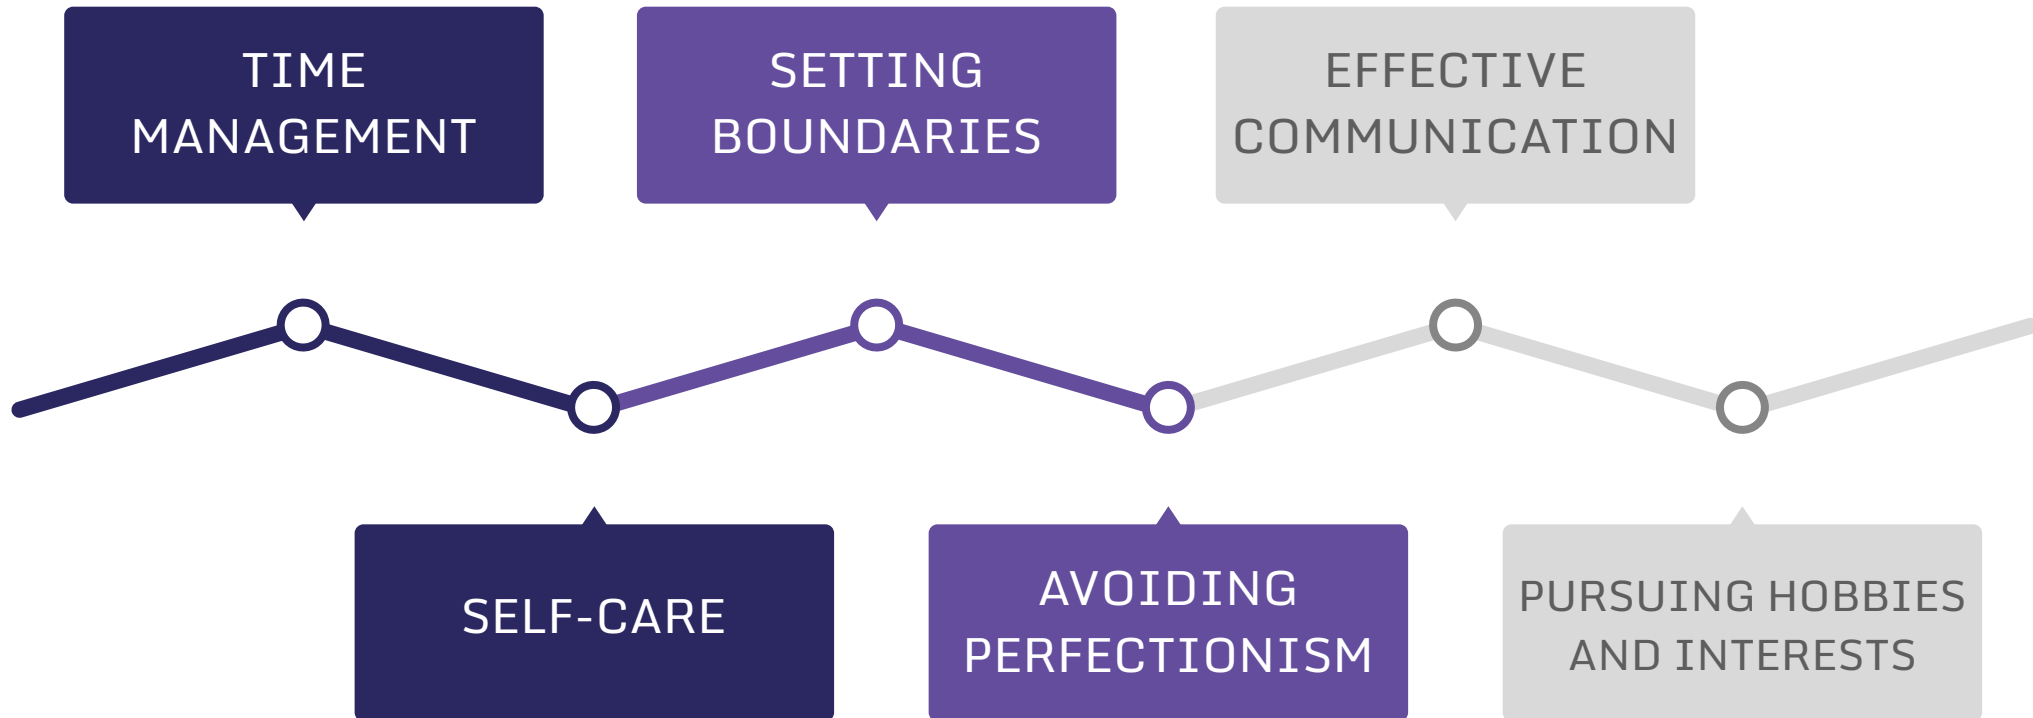 TIME
MANAGEMENT
SETTING
BOUNDARIES
EFFECTIVE
COMMUNICATION
SELF-CARE
AVOIDING
PERFECTIONISM
PURSUING HOBBIES
AND INTERESTS